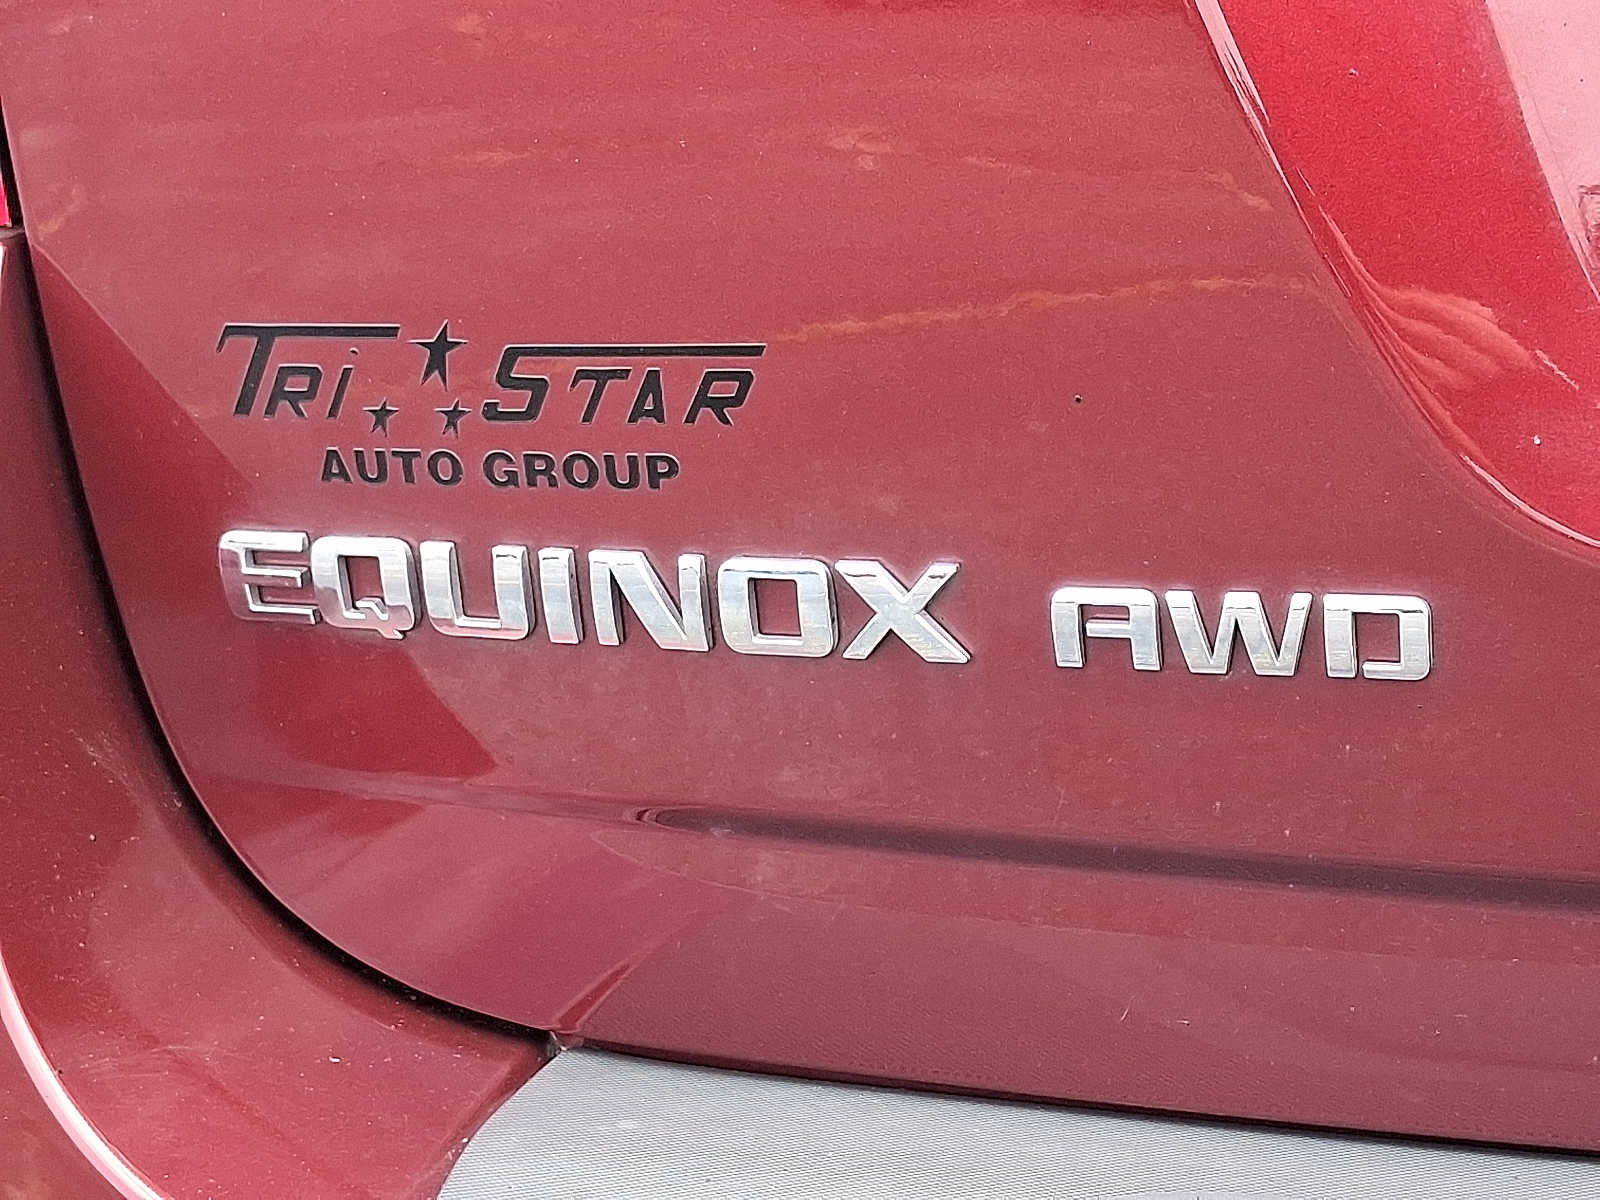 TRI STAR
AUTO GROUP
EQUINOX AWD